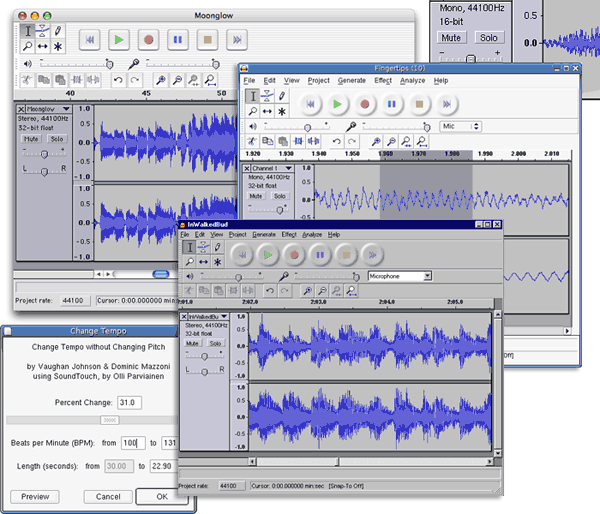 Moonglow
40 45 50
Moonglow
Stereo, 44100Hz
32-bit float
Mute Solo
- +
L R
1.0
0.5
0.0
-0.5
-1.0
1.0
0.5
0.0
-0.5
-1.0
Project rate: 44100 Cursor: 0:00.000000 min:sec
Mono, 44100Hz
16-bit
Mute Solo
- +
0.5
0.0
-0.5
Fingertips (IO)
File Edit View Project Generate Effect Analyze Help
Mic
1.920 1.930 1.940 1.950 1.960 1.970 1.980 1.990 2.000 2.010
Channel 1
Mono, 44100Hz
32-bit float
Mute Solo
1.0
0.5
0.0
Off]
InWalkedBud
File Edit View Project Generate Effect Analyze Help
Microphone
2:01.0 2:02.0 2:03.0 2:04.0 2:05.0
InWalkedBu
Stereo, 44100Hz
32-bit float
Mute Solo
- +
L R
1.0
0.5
0.0
-0.5
-1.0
1.0
0.5
0.0
-0.5
-1.0
Project rate: 44100 Cursor: 0:00.000000 min:sec [Snap-To Off]
Change Tempo
Change Tempo without Changing Pitch
by Vaughan Johnson & Dominic Mazzoni
using SoundTouch, by Olli Parviainen
Percent Change: 31.0
Beats per Minute (BPM): from 100 to 131
Length (seconds): from 30.00 to 22.90
Preview Cancel OK